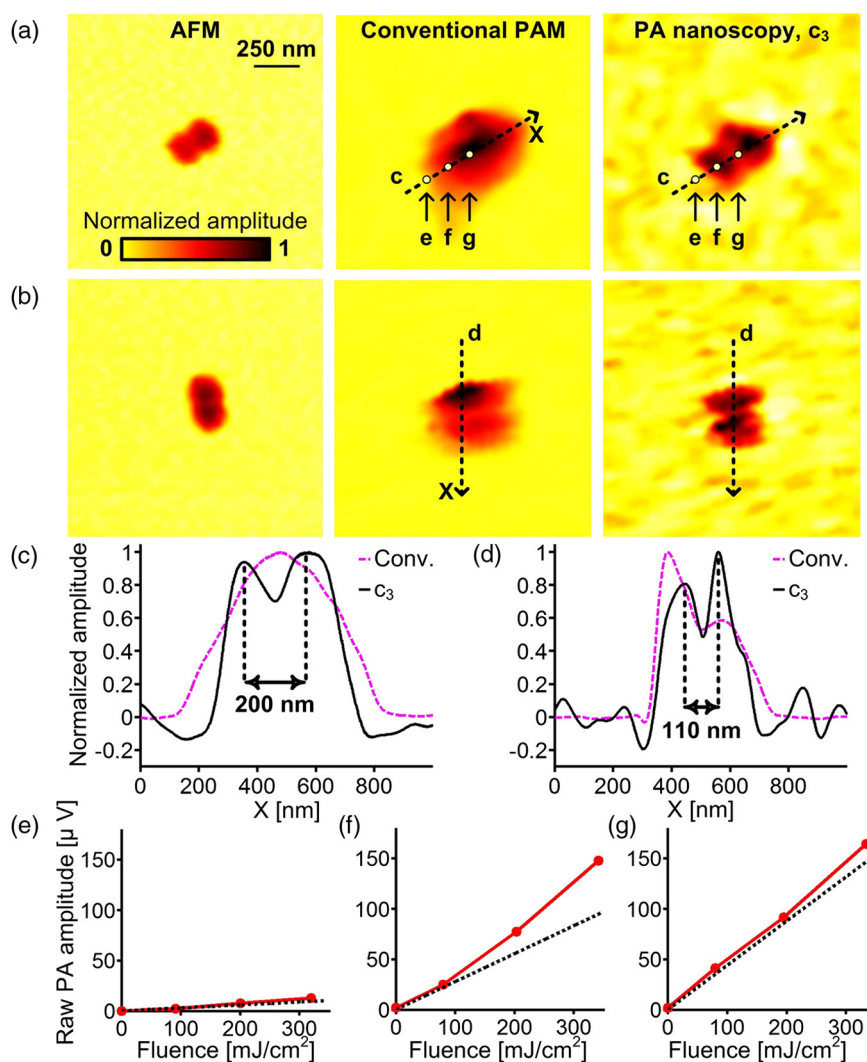 (a) AFM Conventional PAM PA nanoscopy, c₃
250 nm
X
c
e f g
e f g
Normalized amplitude
0 1
(b)
d
X
(c) (d)
Normalized amplitude
1
0.8
0.6
0.4
0.2
0
-0.2
Conv.
c₃
200 nm
0 200 400 600 800
X [nm]
1
0.8
0.6
0.4
0.2
0
-0.2
Conv.
c₃
110 nm
0 200 400 600 800
X [nm]
(e) (f) (g)
Raw PA amplitude [µ V]
150
100
50
0
0 100 200 300
Fluence [mJ/cm²]
150
100
50
0
0 100 200 300
Fluence [mJ/cm²]
150
100
50
0
0 100 200 300
Fluence [mJ/cm²]